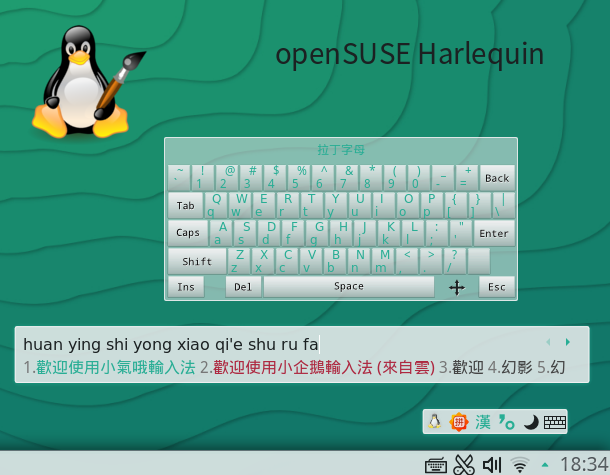 openSUSE Harlequin
拉丁字母
~ ! @ # $ % ^ & * ( ) _ + Back
` 1 2 3 4 5 6 7 8 9 0 - =
Tab Q W E R T Y U I O P { } |
q w e r t y u i o p [ ] \
Caps A S D F G H J K L : " Enter
a s d f g h j k l ; '
Shift Z X C V B N M < > ?
z x c v b n m , . /
Ins Del Space Esc
huan ying shi yong xiao qi'e shu ru fa
1.歡迎使用小氣哦輸入法 2.歡迎使用小企鵝輸入法 (來自雲) 3.歡迎 4.幻影 5.幻
拼 漢
18:34